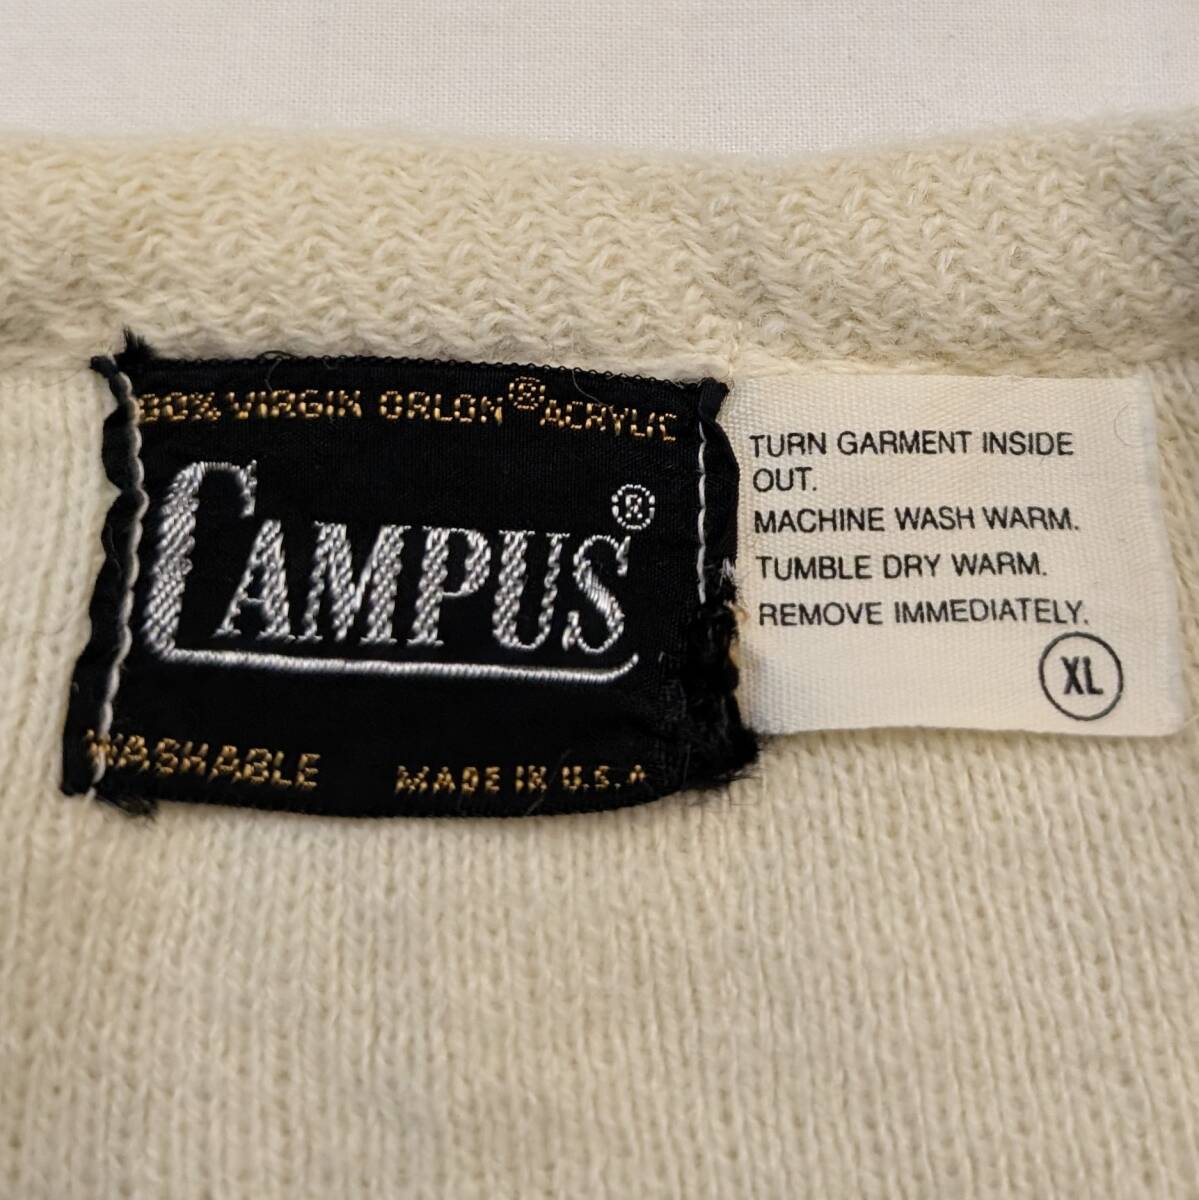 00% VIRGIN ORLON® ACRYLIC
CAMPUS®
WASHABLE MADE IN U.S.A
TURN GARMENT INSIDE
OUT.
MACHINE WASH WARM.
TUMBLE DRY WARM.
REMOVE IMMEDIATELY.
XL